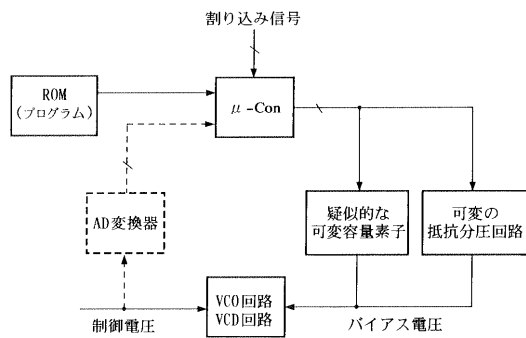 割り込み信号
ROM
(プログラム)
μ-Con
AD変換器
疑似的な
可変容量素子
可変の
抵抗分圧回路
制御電圧
VCO回路
VCD回路
バイアス電圧